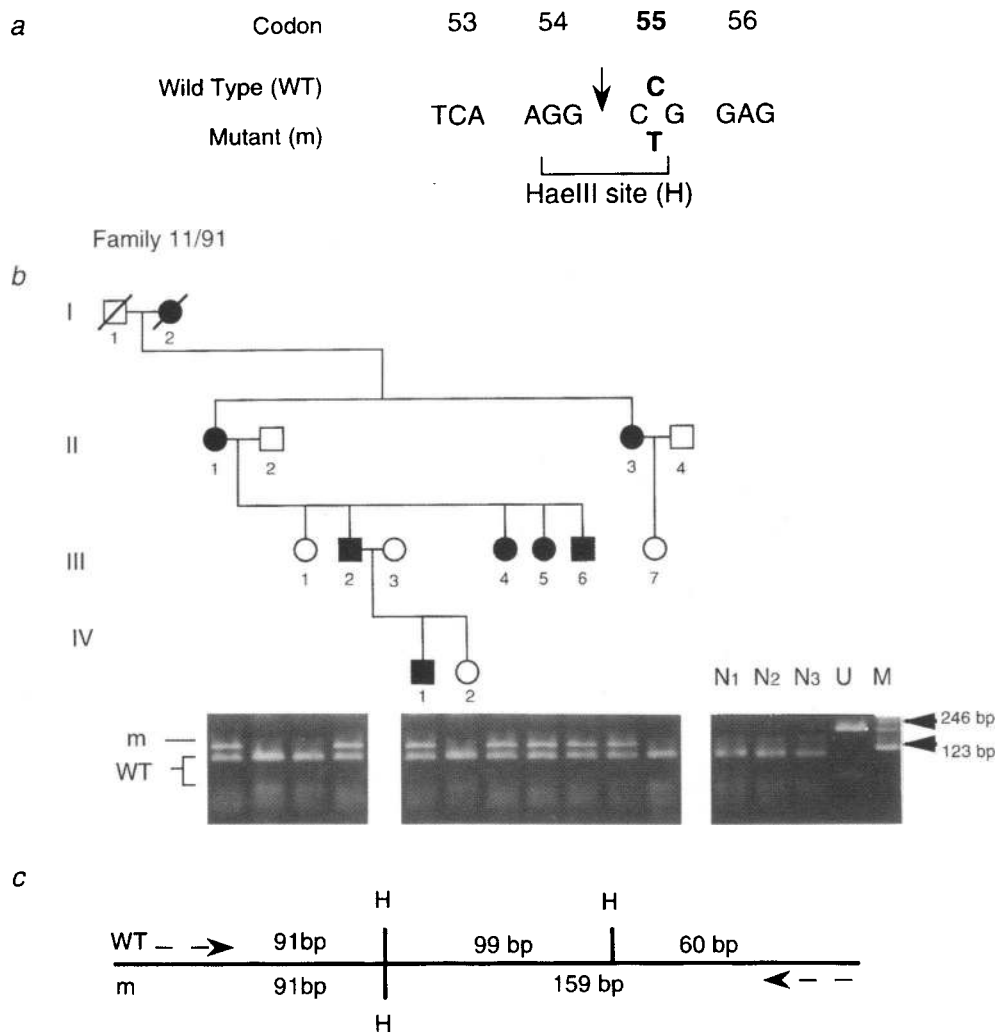 a
Codon 53 54 55 56
Wild Type (WT) C
TCA AGG C G GAG
Mutant (m) T
HaeIII site (H)
Family 11/91
b
I
1 2
II
1 2 3 4
III
1 2 3 4 5 6 7
IV
1 2
N1 N2 N3 U M
m
WT
246 bp
123 bp
c
H H
WT 91bp 99 bp 60 bp
m 91bp 159 bp
H